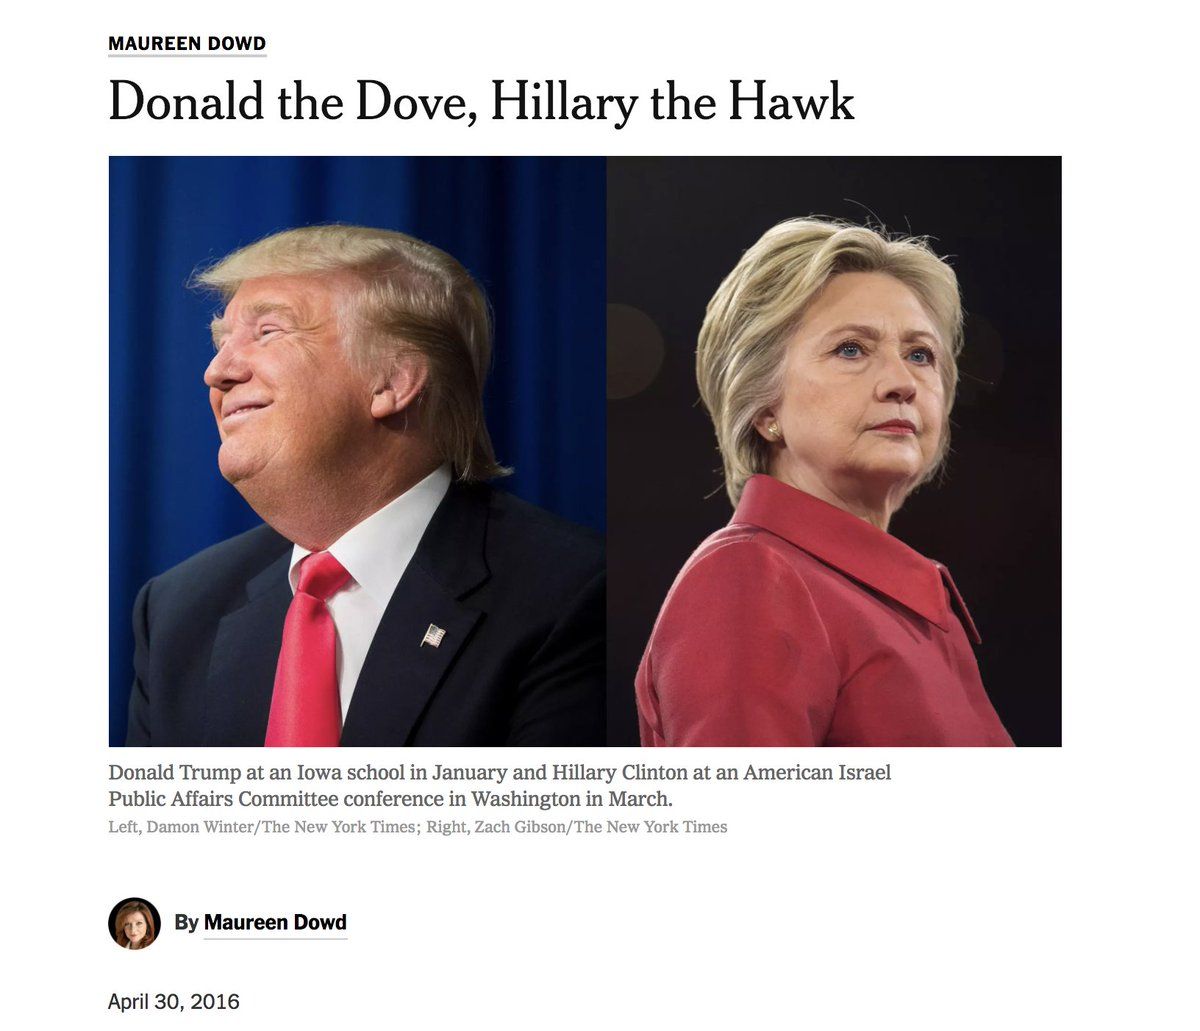 MAUREEN DOWD
Donald the Dove, Hillary the Hawk
Donald Trump at an Iowa school in January and Hillary Clinton at an American Israel
Public Affairs Committee conference in Washington in March.
Left, Damon Winter/The New York Times; Right, Zach Gibson/The New York Times
By Maureen Dowd
April 30, 2016